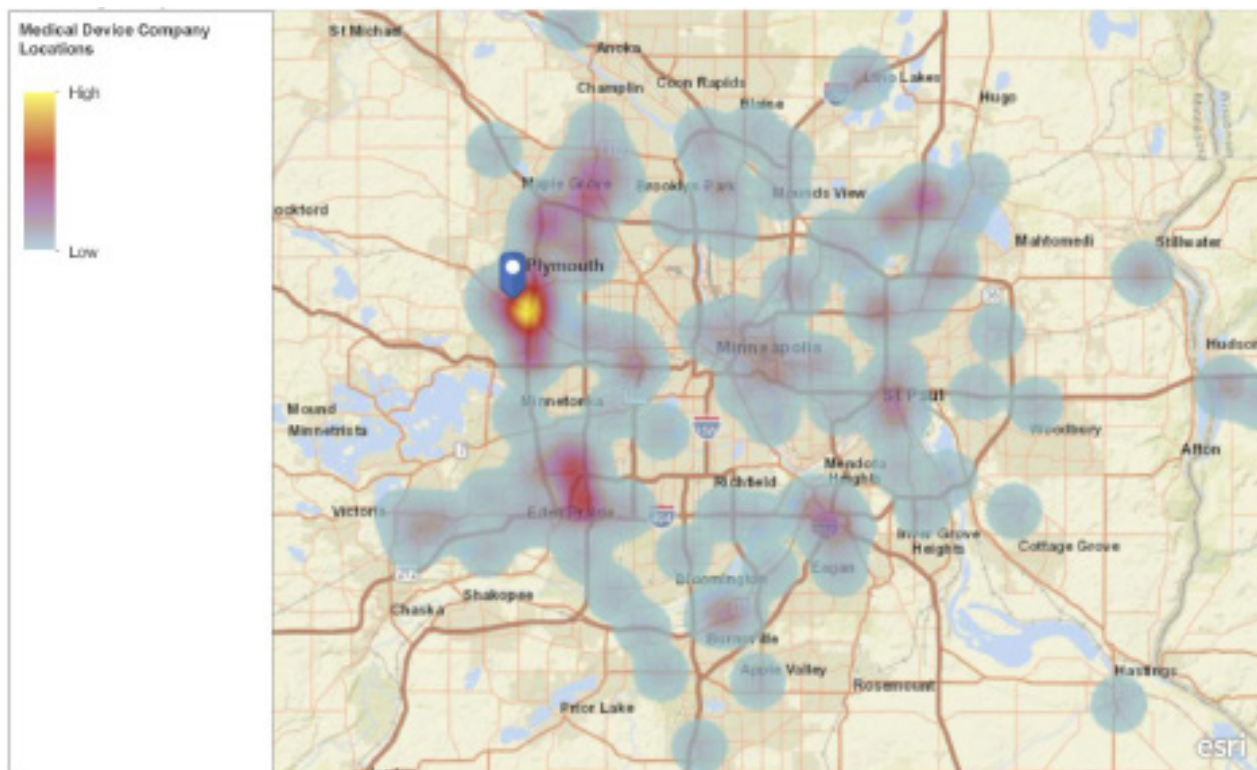 Medical Device Company
Locations
High
Low
St Michael
Anoka
Champlin
Coon Rapids
Blaine
Lino Lakes
Hugo
Maple Grove
Brooklyn Park
Mounds View
ockford
Mahtomedi
Stillwater
Plymouth
Minneapolis
Hudson
Minnetonka
St Paul
Mound
Minnetrista
Woodbury
Afton
Mendota
Heights
Richfield
Victoria
Eden Prairie
494
Inver Grove
Heights
Cottage Grove
Eagan
Bloomington
212
Shakopee
Chaska
Burnsville
Apple Valley
Rosemount
Hastings
Prior Lake
esri